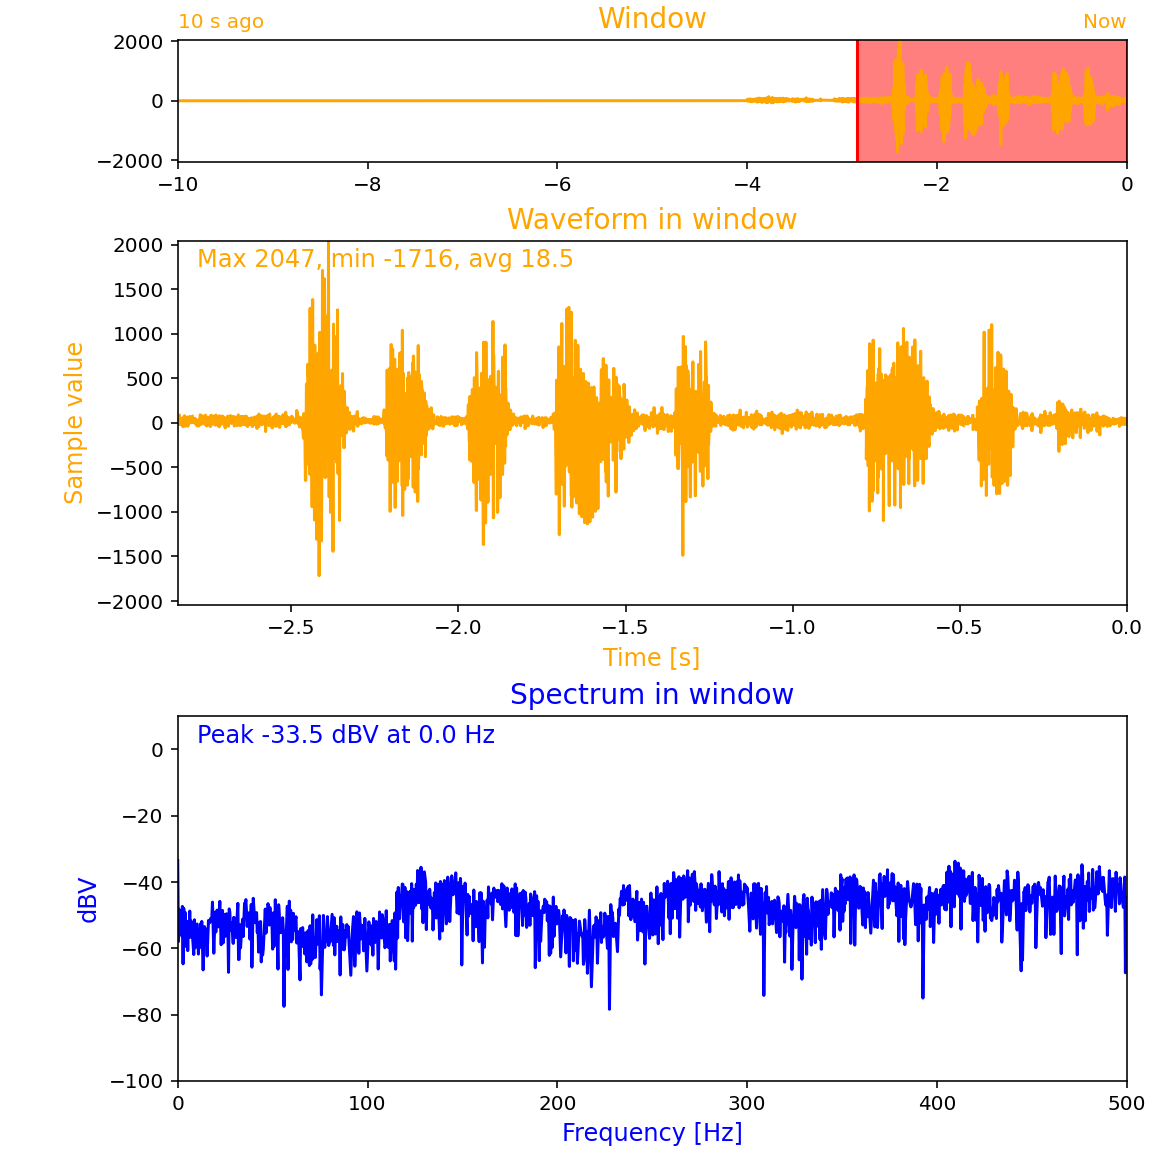 10 s ago Window Now
2000
0
−2000
−10 −8 −6 −4 −2 0
Waveform in window
Max 2047, min -1716, avg 18.5
2000
1500
1000
500
0
−500
−1000
−1500
−2000
Sample value
−2.5 −2.0 −1.5 −1.0 −0.5 0.0
Time [s]
Spectrum in window
Peak -33.5 dBV at 0.0 Hz
0
−20
−40
−60
−80
−100
dBV
0 100 200 300 400 500
Frequency [Hz]